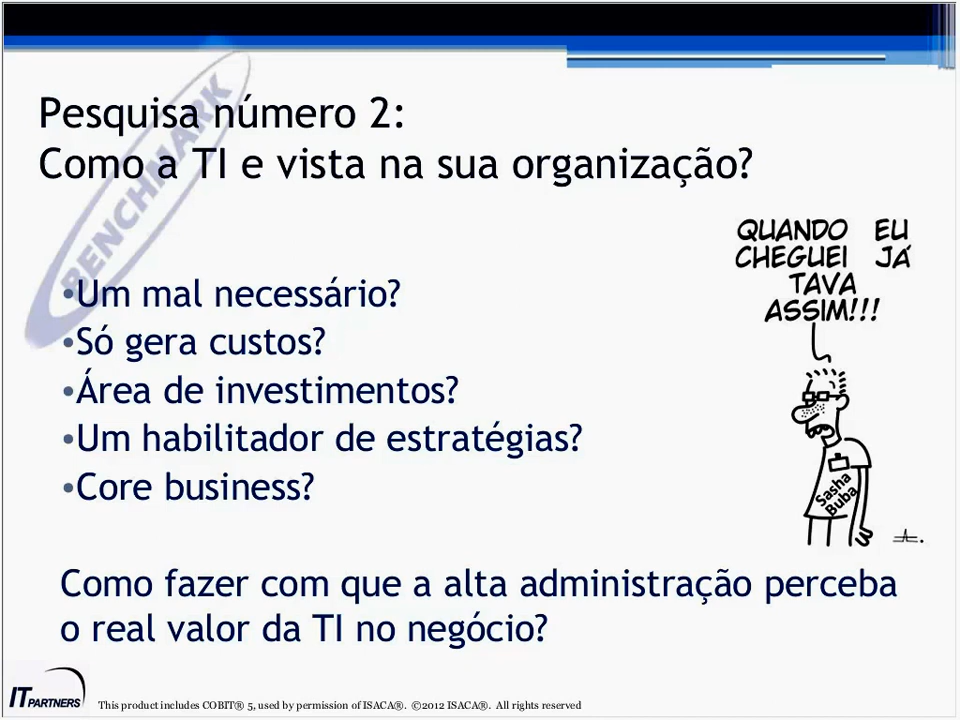 Pesquisa número 2:
Como a TI e vista na sua organização?
BENCHMARK
QUANDO EU
CHEGUEI JÁ
TAVA
ASSIM!!!
•Um mal necessário?
•Só gera custos?
•Área de investimentos?
•Um habilitador de estratégias?
•Core business?
Sasha
Buba
Como fazer com que a alta administração perceba
o real valor da TI no negócio?
IT PARTNERS
This product includes COBIT® 5, used by permission of ISACA®. ©2012 ISACA®. All rights reserved